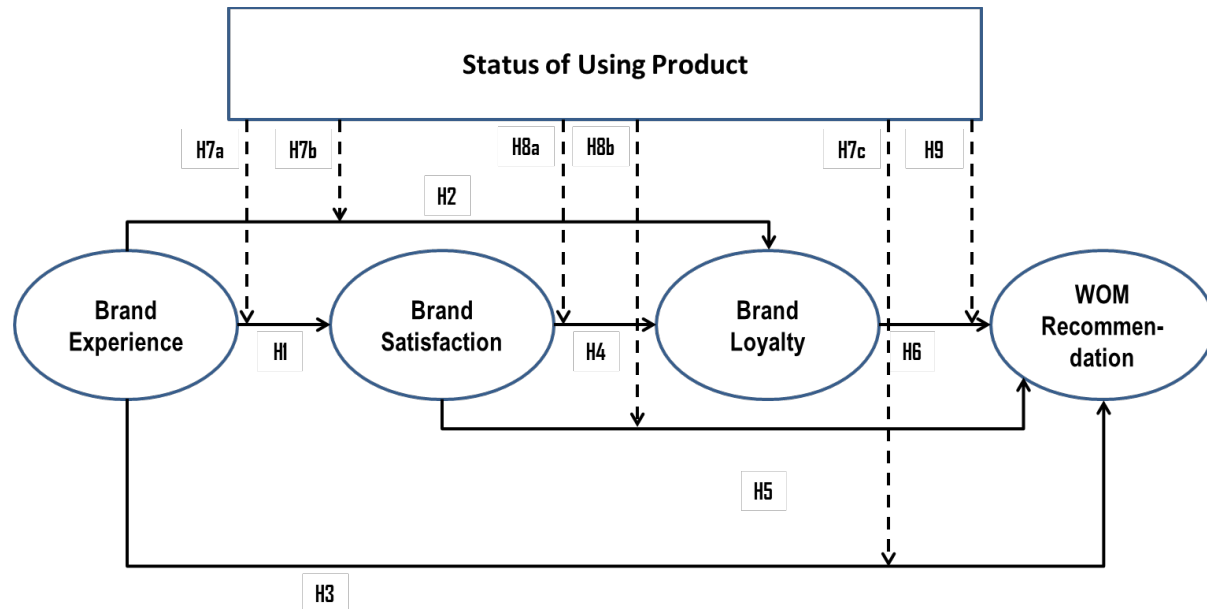 Status of Using Product
H7a
H7b
H8a
H8b
H7c
H9
H2
Brand
Experience
Brand
Satisfaction
Brand
Loyalty
WOM
Recommen-
dation
H1
H4
H6
H5
H3